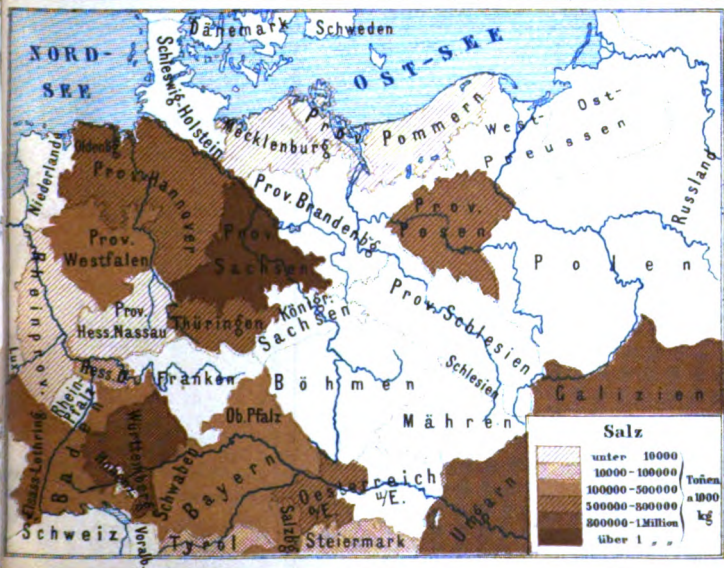 NORD-
SEE
Dänemark
Schweden
OST-SEE
Schleswig-Holstein
Mecklenburg
Prov. Pommern
West- Ost-
Preussen
Russland
Niederlande
Oldenbg.
Prov. Hannover
Prov. Brandenbg.
Prov.
Posen
Prov.
Westfalen
Prov.
Sachsen
Polen
Rheinprov.
Prov.
Hess. Nassau
Thüringen
Königr.
Sachsen
Prov. Schlesien
Schlesien
Lux.
Hess. D.
Franken
Böhmen
Galizien
Rhein-
Pfalz
Ob. Pfalz
Mähren
Elsass-Lothring.
Baden
Württemberg
Schwaben
Bayern
Oesterreich
o/E.
u/E.
Ungarn
Schweiz
Vorarlb.
Tyrol
Salzbg.
Steiermark
Salz
unter 10000
10000-100000
100000-500000
500000-800000
800000-1.Million
über 1 „ „
Toñen
a 1000
kg